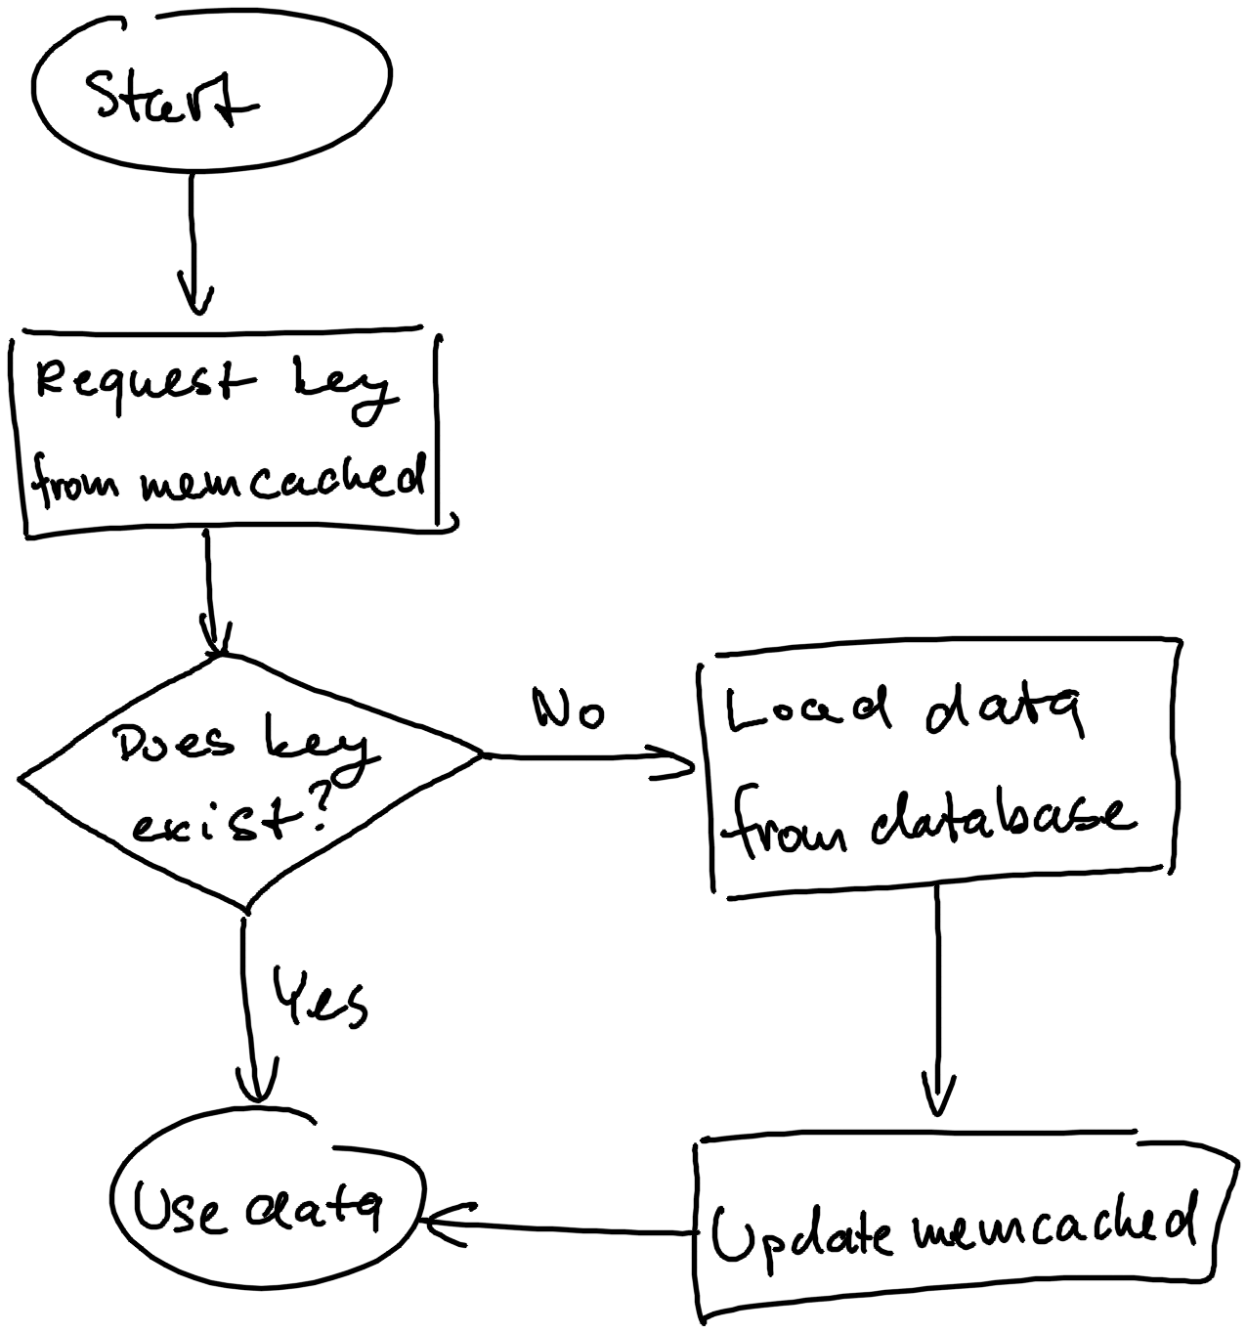 Start
Request key
from memcached
Does key
exist?
No
Load data
from database
Yes
Use data
Update memcached